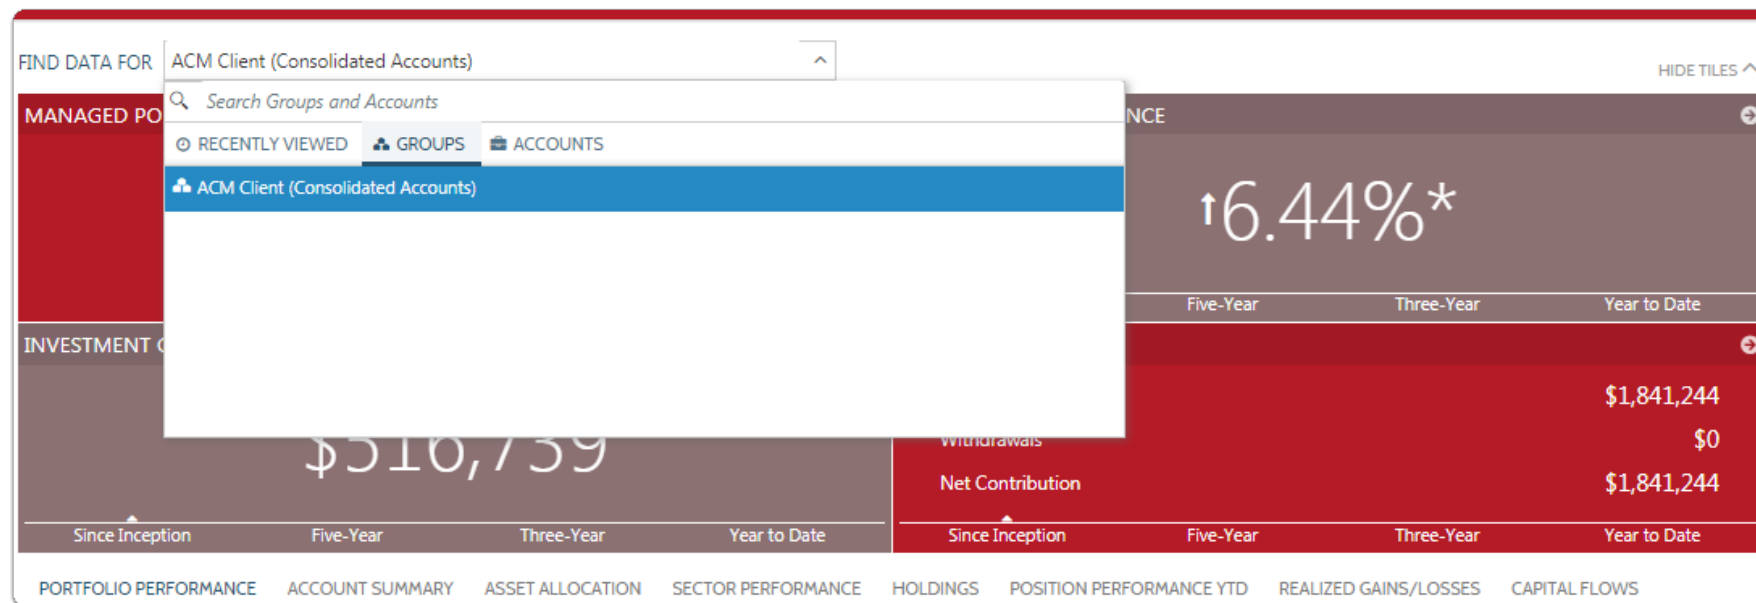 FIND DATA FOR ACM Client (Consolidated Accounts)
HIDE TILES
Search Groups and Accounts
MANAGED
RECENTLY VIEWED GROUPS ACCOUNTS
ACM Client (Consolidated Accounts)
6.44%*
Five-Year Three-Year Year to Date
INVESTMENT
$516,739
Since Inception Five-Year Three-Year Year to Date
$1,841,244
Withdrawals $0
Net Contribution $1,841,244
Since Inception Five-Year Three-Year Year to Date
PORTFOLIO PERFORMANCE ACCOUNT SUMMARY ASSET ALLOCATION SECTOR PERFORMANCE HOLDINGS POSITION PERFORMANCE YTD REALIZED GAINS/LOSSES CAPITAL FLOWS